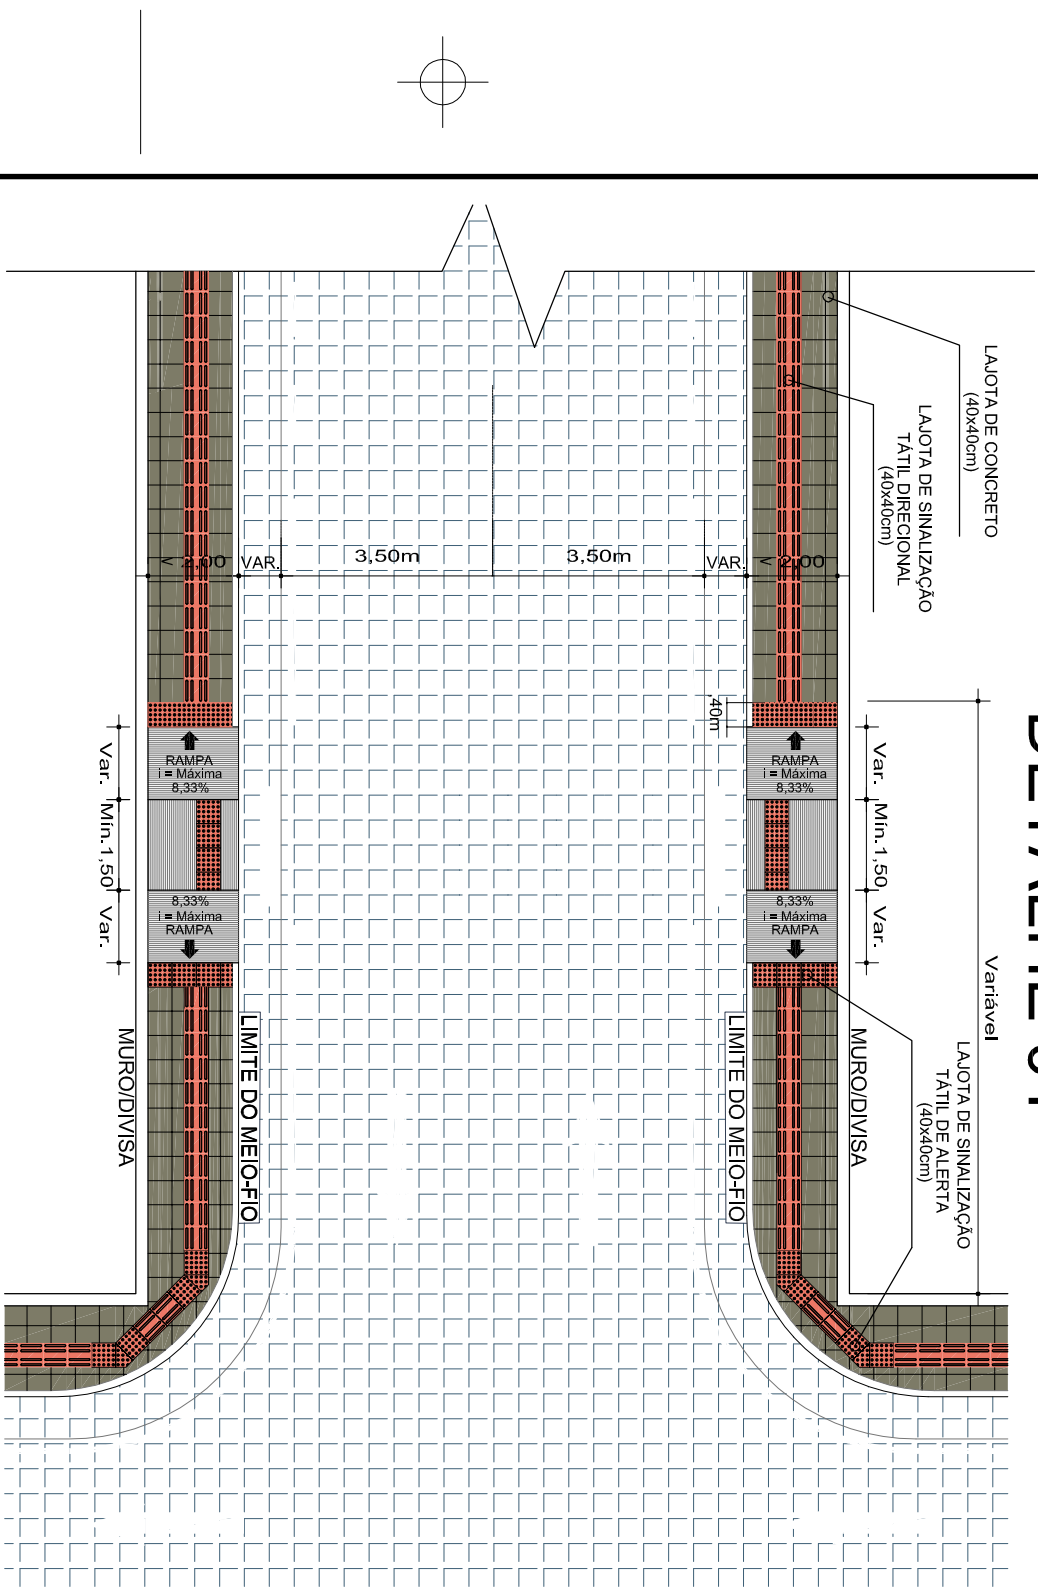 LAJOTA DE CONCRETO
(40x40cm)
LAJOTA DE SINALIZAÇÃO
TÁTIL DIRECIONAL
(40x40cm)
< 2,00
VAR.
3,50m
3,50m
VAR.
< 2,00
,40m
Var.
RAMPA
i = Máxima
8,33%
RAMPA
i = Máxima
8,33%
Var.
Mín.1,50
Mín.1,50
Var.
8,33%
i = Máxima
RAMPA
8,33%
i = Máxima
RAMPA
Var.
Variável
MURO/DIVISA
LIMITE DO MEIO-FIO
LIMITE DO MEIO-FIO
MURO/DIVISA
LAJOTA DE SINALIZAÇÃO
TÁTIL DE ALERTA
(40x40cm)